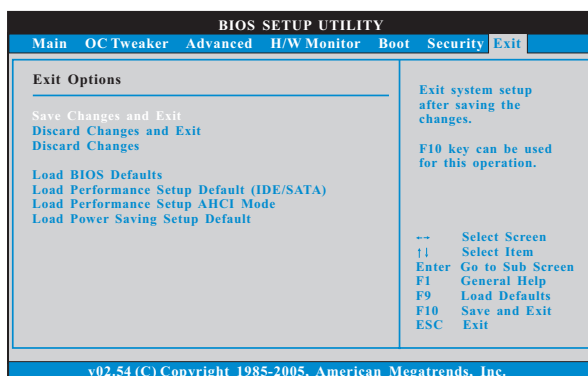 BIOS SETUP UTILITY
Main OC Tweaker Advanced H/W Monitor Boot Security Exit
Exit Options
Save Changes and Exit
Discard Changes and Exit
Discard Changes
Load BIOS Defaults
Load Performance Setup Default (IDE/SATA)
Load Performance Setup AHCI Mode
Load Power Saving Setup Default
Exit system setup
after saving the
changes.
F10 key can be used
for this operation.
←→ Select Screen
↑↓ Select Item
Enter Go to Sub Screen
F1 General Help
F9 Load Defaults
F10 Save and Exit
ESC Exit
v02.54 (C) Copyright 1985-2005, American Megatrends, Inc.